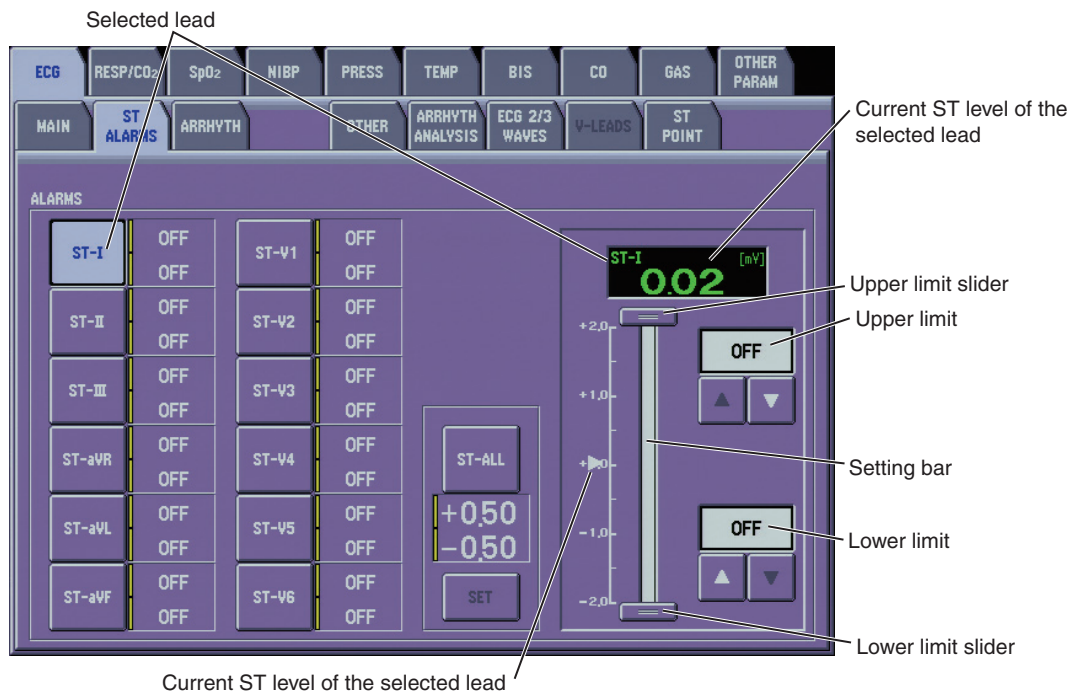 Selected lead
ECG
RESP/CO₂
SpO₂
NIBP
PRESS
TEMP
BIS
CO
GAS
OTHER
PARAM
MAIN
ST
ALARMS
ARRHYTH
OTHER
ARRHYTH
ANALYSIS
ECG 2/3
WAVES
V-LEADS
ST
POINT
Current ST level of the
selected lead
ALARMS
ST-I
OFF
OFF
ST-II
OFF
OFF
ST-III
OFF
OFF
ST-aVR
OFF
OFF
ST-aVL
OFF
OFF
ST-aVF
OFF
OFF
ST-V1
OFF
OFF
ST-V2
OFF
OFF
ST-V3
OFF
OFF
ST-V4
OFF
OFF
ST-V5
OFF
OFF
ST-V6
OFF
OFF
ST-ALL
+0.50
-0.50
SET
ST-I
[mV]
0.02
+2.0
+1.0
+0.0
-1.0
-2.0
OFF
OFF
Upper limit slider
Upper limit
Setting bar
Lower limit
Lower limit slider
Current ST level of the selected lead